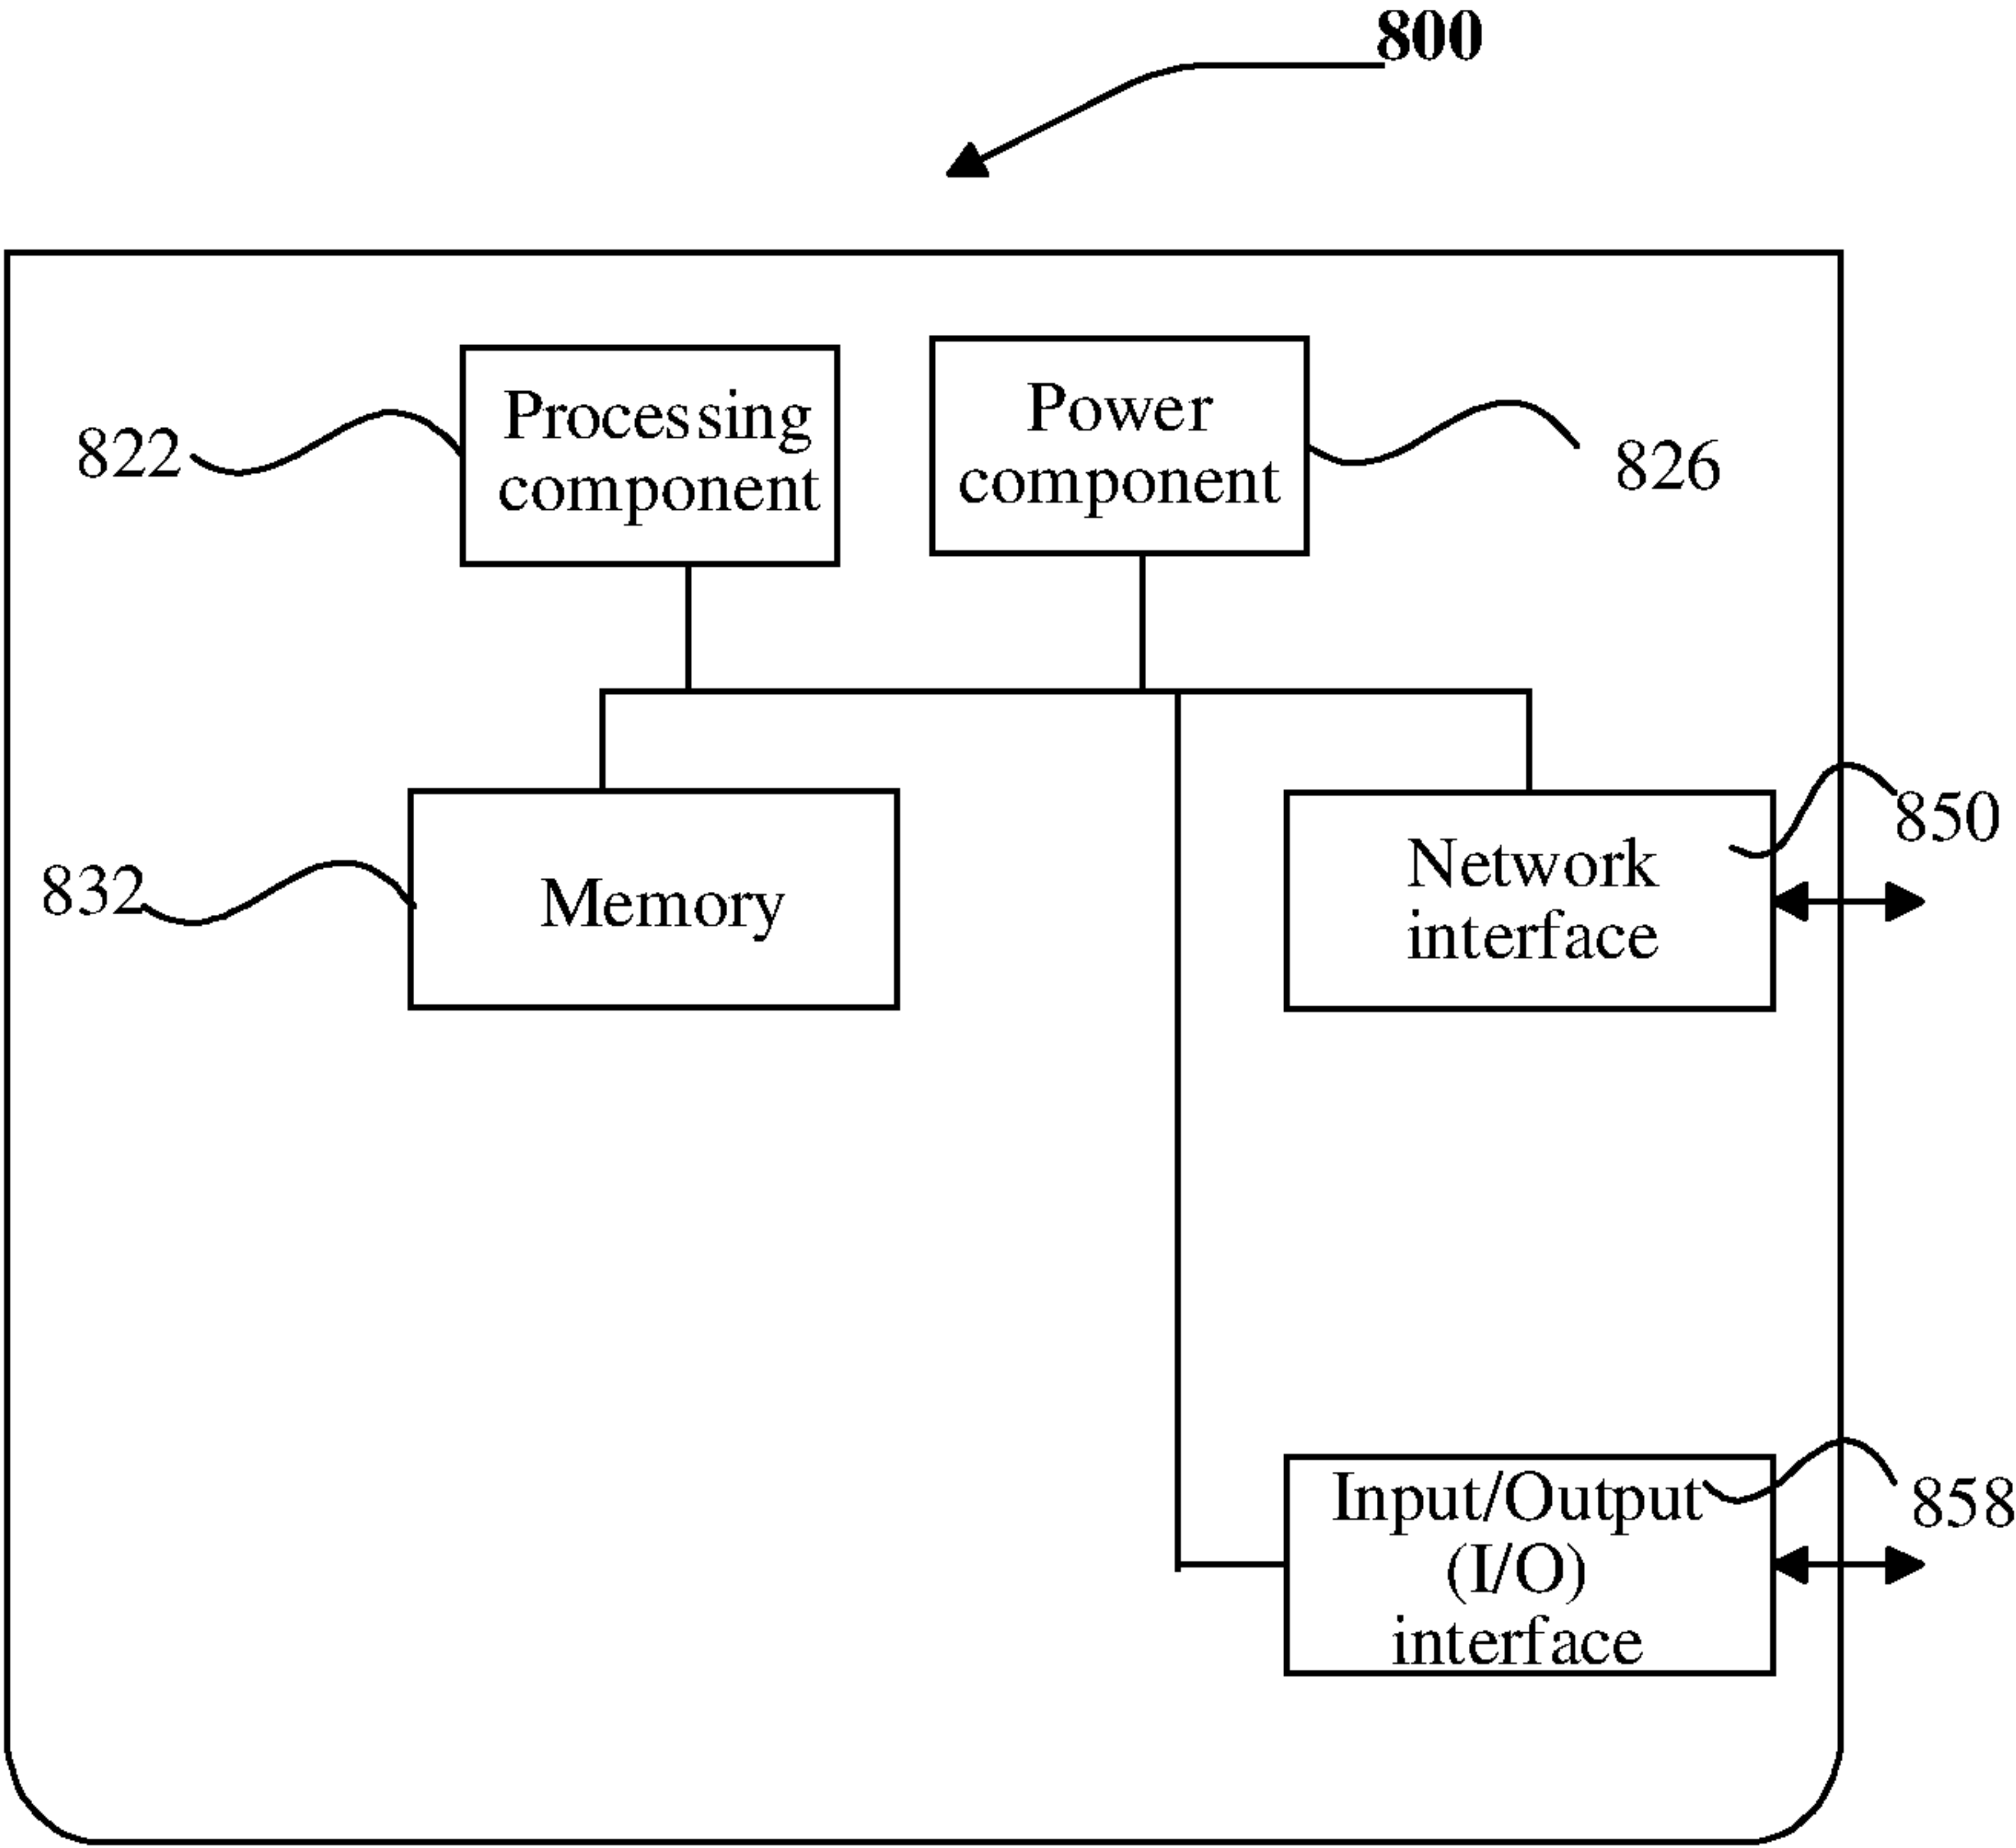 800
Processing
component
822
Power
component
826
832
Memory
Network
interface
850
Input/Output
(I/O)
interface
858